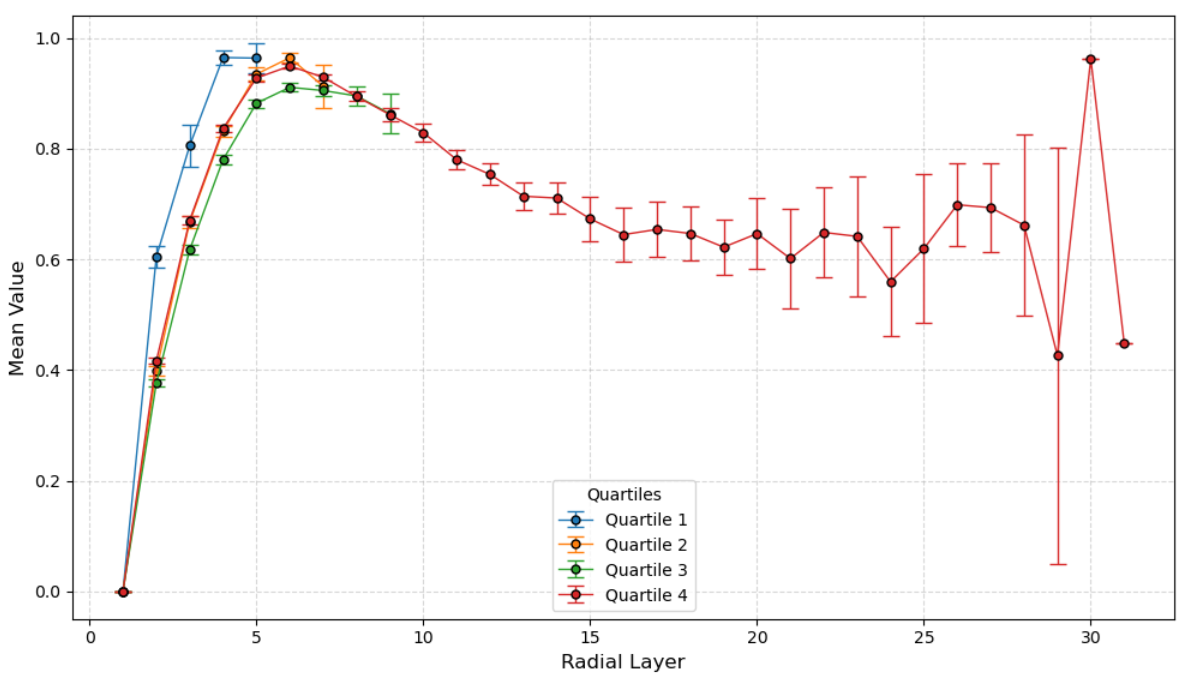 1.0
0.8
0.6
0.4
0.2
0.0
Mean Value
0 5 10 15 20 25 30
Radial Layer
Quartiles
Quartile 1
Quartile 2
Quartile 3
Quartile 4